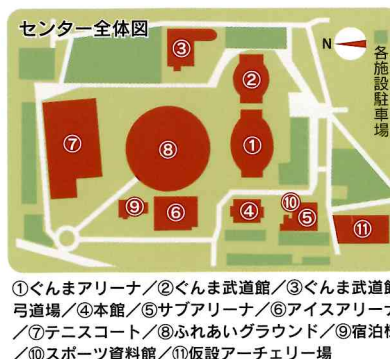 センター全体図
N
各施設駐車場
③
②
①
⑦
⑧
⑨
⑥
④
⑩
⑤
⑪
①ぐんまアリーナ／②ぐんま武道館／③ぐんま武道館
弓道場／④本館／⑤サブアリーナ／⑥アイスアリーナ
／⑦テニスコート／⑧ふれあいグラウンド／⑨宿泊棟
／⑩スポーツ資料館／⑪仮設アーチェリー場